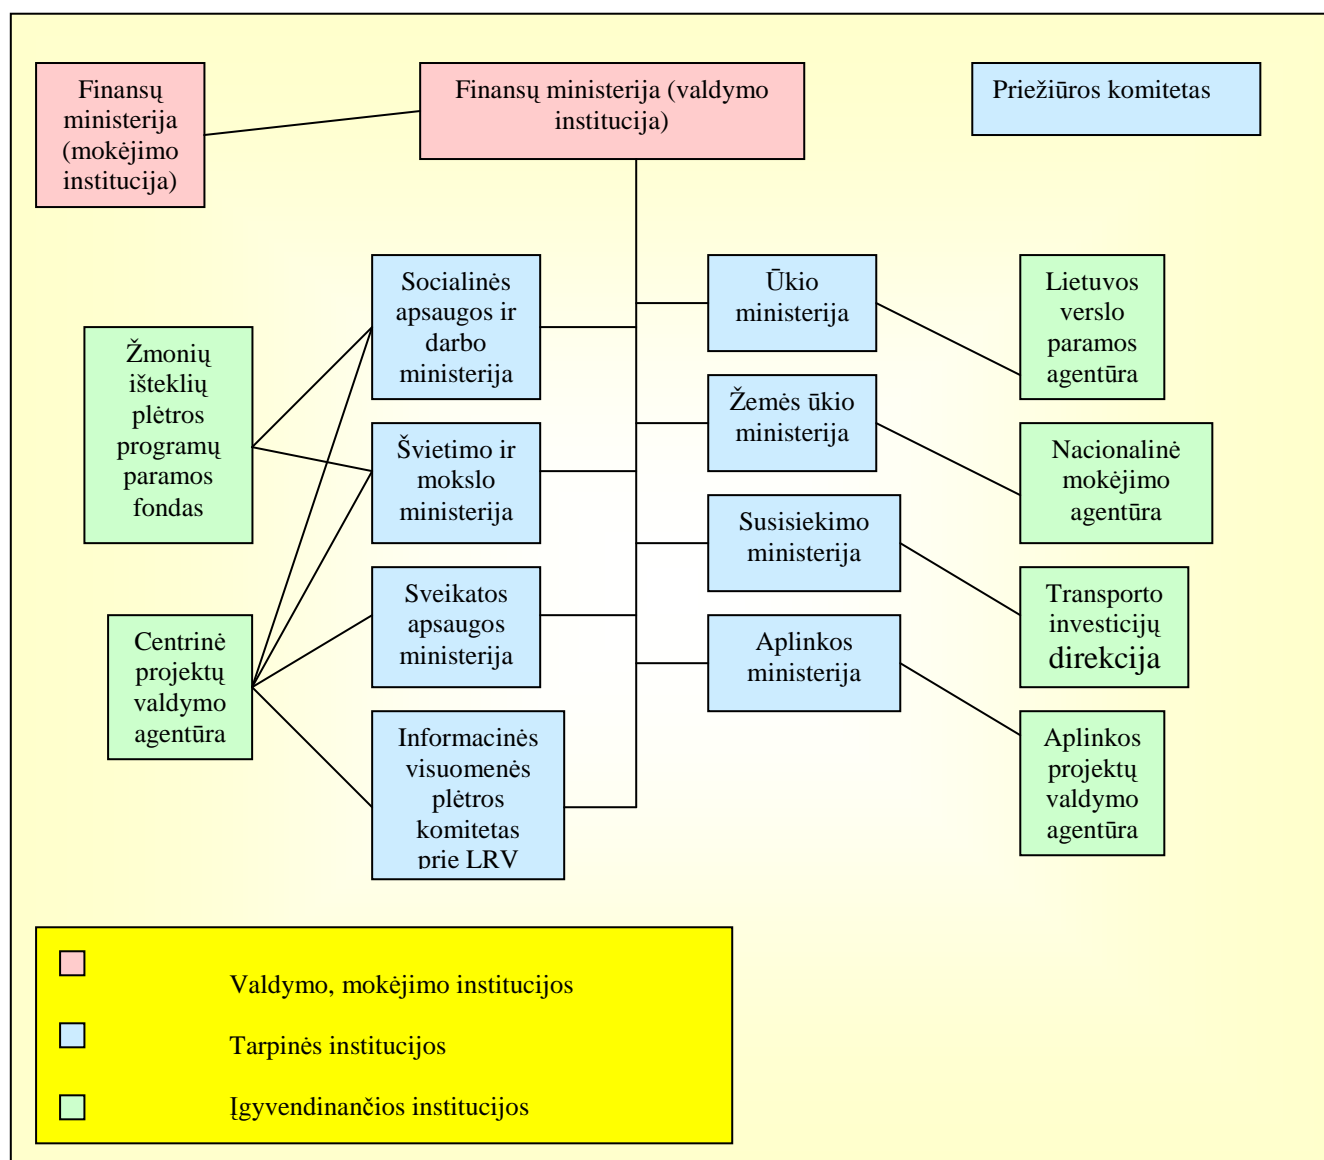 Finansų
ministerija
(mokėjimo
institucija)
Finansų ministerija (valdymo
institucija)
Priežiūros komitetas
Socialinės
apsaugos ir
darbo
ministerija
Ūkio
ministerija
Lietuvos
verslo
paramos
agentūra
Žmonių
išteklių
plėtros
programų
paramos
fondas
Švietimo ir
mokslo
ministerija
Žemės ūkio
ministerija
Nacionalinė
mokėjimo
agentūra
Susisiekimo
ministerija
Transporto
investicijų
direkcija
Centrinė
projektų
valdymo
agentūra
Sveikatos
apsaugos
ministerija
Aplinkos
ministerija
Aplinkos
projektų
valdymo
agentūra
Informacinės
visuomenės
plėtros
komitetas
prie LRV
Valdymo, mokėjimo institucijos
Tarpinės institucijos
Įgyvendinančios institucijos